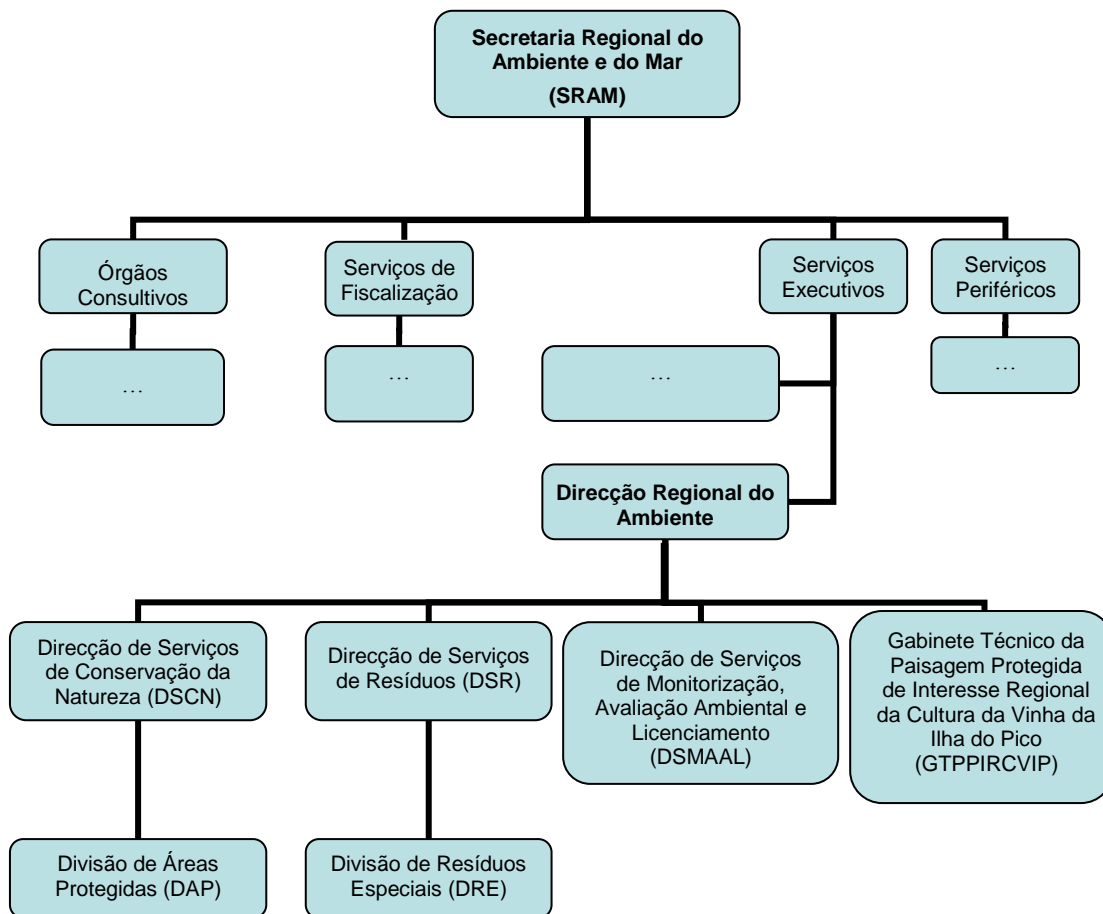 Secretaria Regional do
Ambiente e do Mar
(SRAM)
Órgãos
Consultivos
Serviços de
Fiscalização
Serviços
Executivos
Serviços
Periféricos
…
…
…
…
Direcção Regional do
Ambiente
Direcção de Serviços
de Conservação da
Natureza (DSCN)
Direcção de Serviços
de Resíduos (DSR)
Direcção de Serviços
de Monitorização,
Avaliação Ambiental e
Licenciamento
(DSMAAL)
Gabinete Técnico da
Paisagem Protegida
de Interesse Regional
da Cultura da Vinha da
Ilha do Pico
(GTPPIRCVIP)
Divisão de Áreas
Protegidas (DAP)
Divisão de Resíduos
Especiais (DRE)